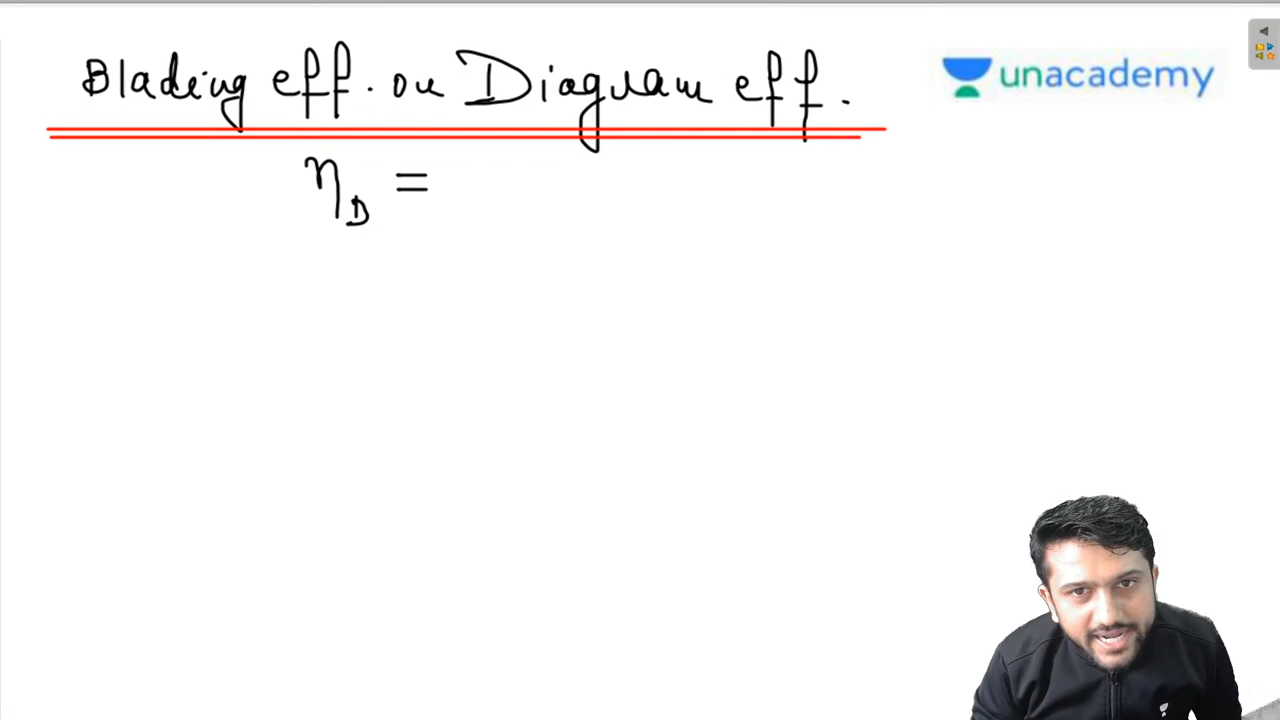 Blading eff. or Diagram eff.
unacademy
η_D =